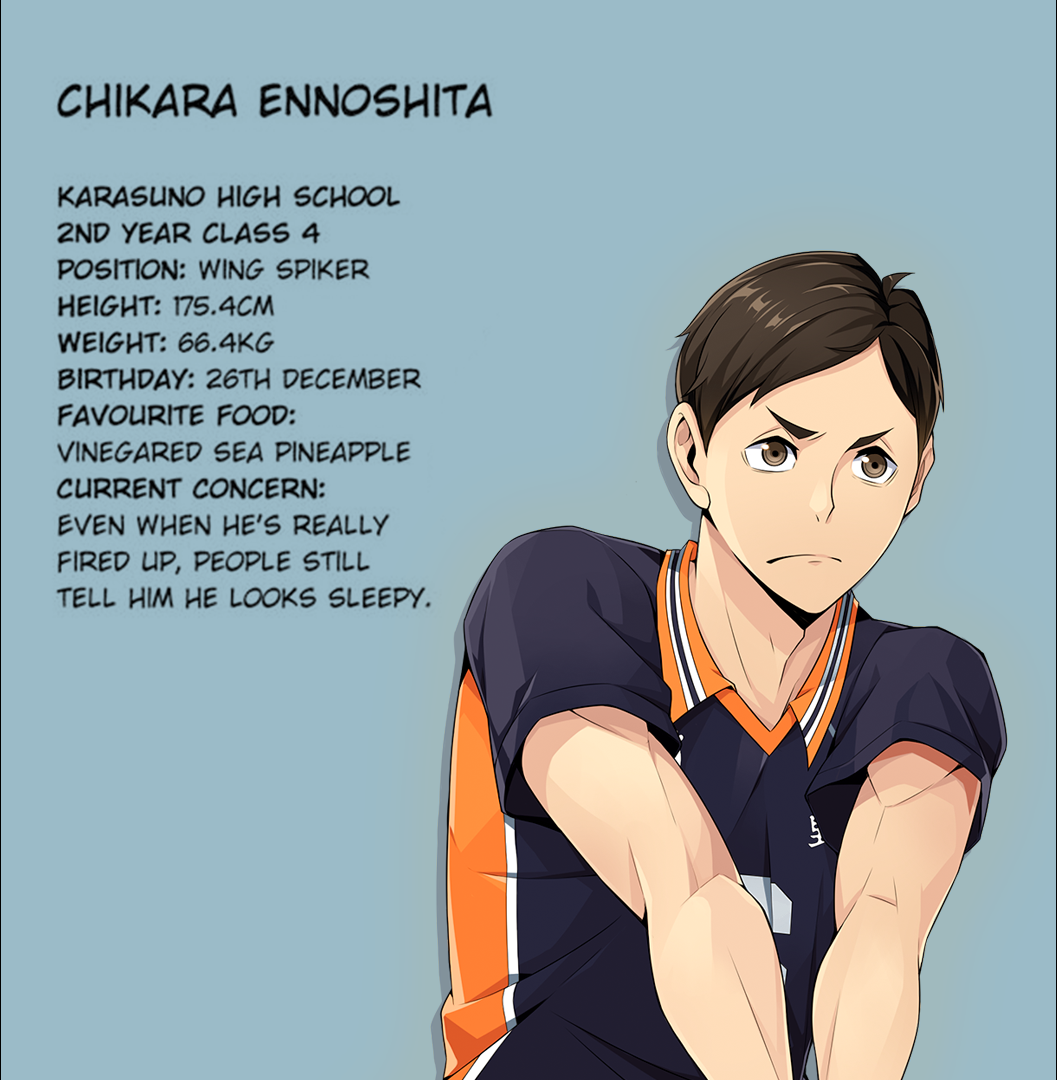 CHIKARA ENNOSHITA
KARASUNO HIGH SCHOOL
2ND YEAR CLASS 4
POSITION: WING SPIKER
HEIGHT: 175.4CM
WEIGHT: 66.4KG
BIRTHDAY: 26TH DECEMBER
FAVOURITE FOOD:
VINEGARED SEA PINEAPPLE
CURRENT CONCERN:
EVEN WHEN HE'S REALLY
FIRED UP, PEOPLE STILL
TELL HIM HE LOOKS SLEEPY.